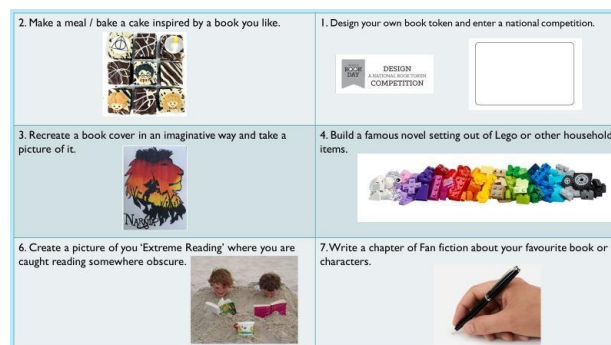 2. Make a meal / bake a cake inspired by a book you like.
1. Design your own book token and enter a national competition.
BOOK
DAY
DESIGN
A NATIONAL BOOK TOKEN
COMPETITION
3. Recreate a book cover in an imaginative way and take a
picture of it.
NARNIA
4. Build a famous novel setting out of Lego or other household
items.
6. Create a picture of you ‘Extreme Reading’ where you are
caught reading somewhere obscure.
7. Write a chapter of Fan fiction about your favourite book or
characters.